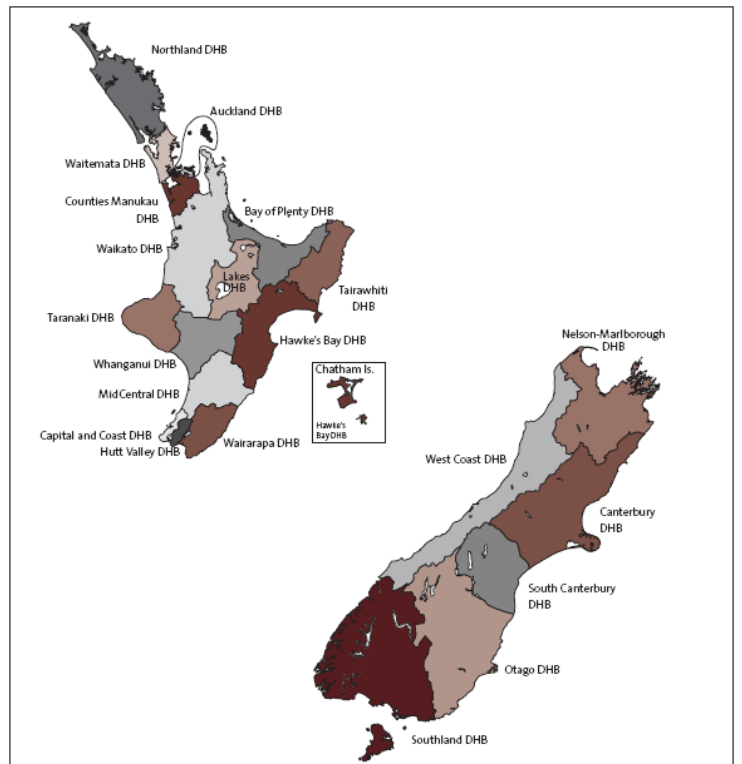 Northland DHB
Auckland DHB
Waitemata DHB
Counties Manukau
DHB
Bay of Plenty DHB
Waikato DHB
Lakes
DHB
Tairawhiti
DHB
Taranaki DHB
Hawke's Bay DHB
Whanganui DHB
Chatham Is.
MidCentral DHB
Hawke's
Bay DHB
Capital and Coast DHB
Hutt Valley DHB
Wairarapa DHB
Nelson-Marlborough
DHB
West Coast DHB
Canterbury
DHB
South Canterbury
DHB
Otago DHB
Southland DHB